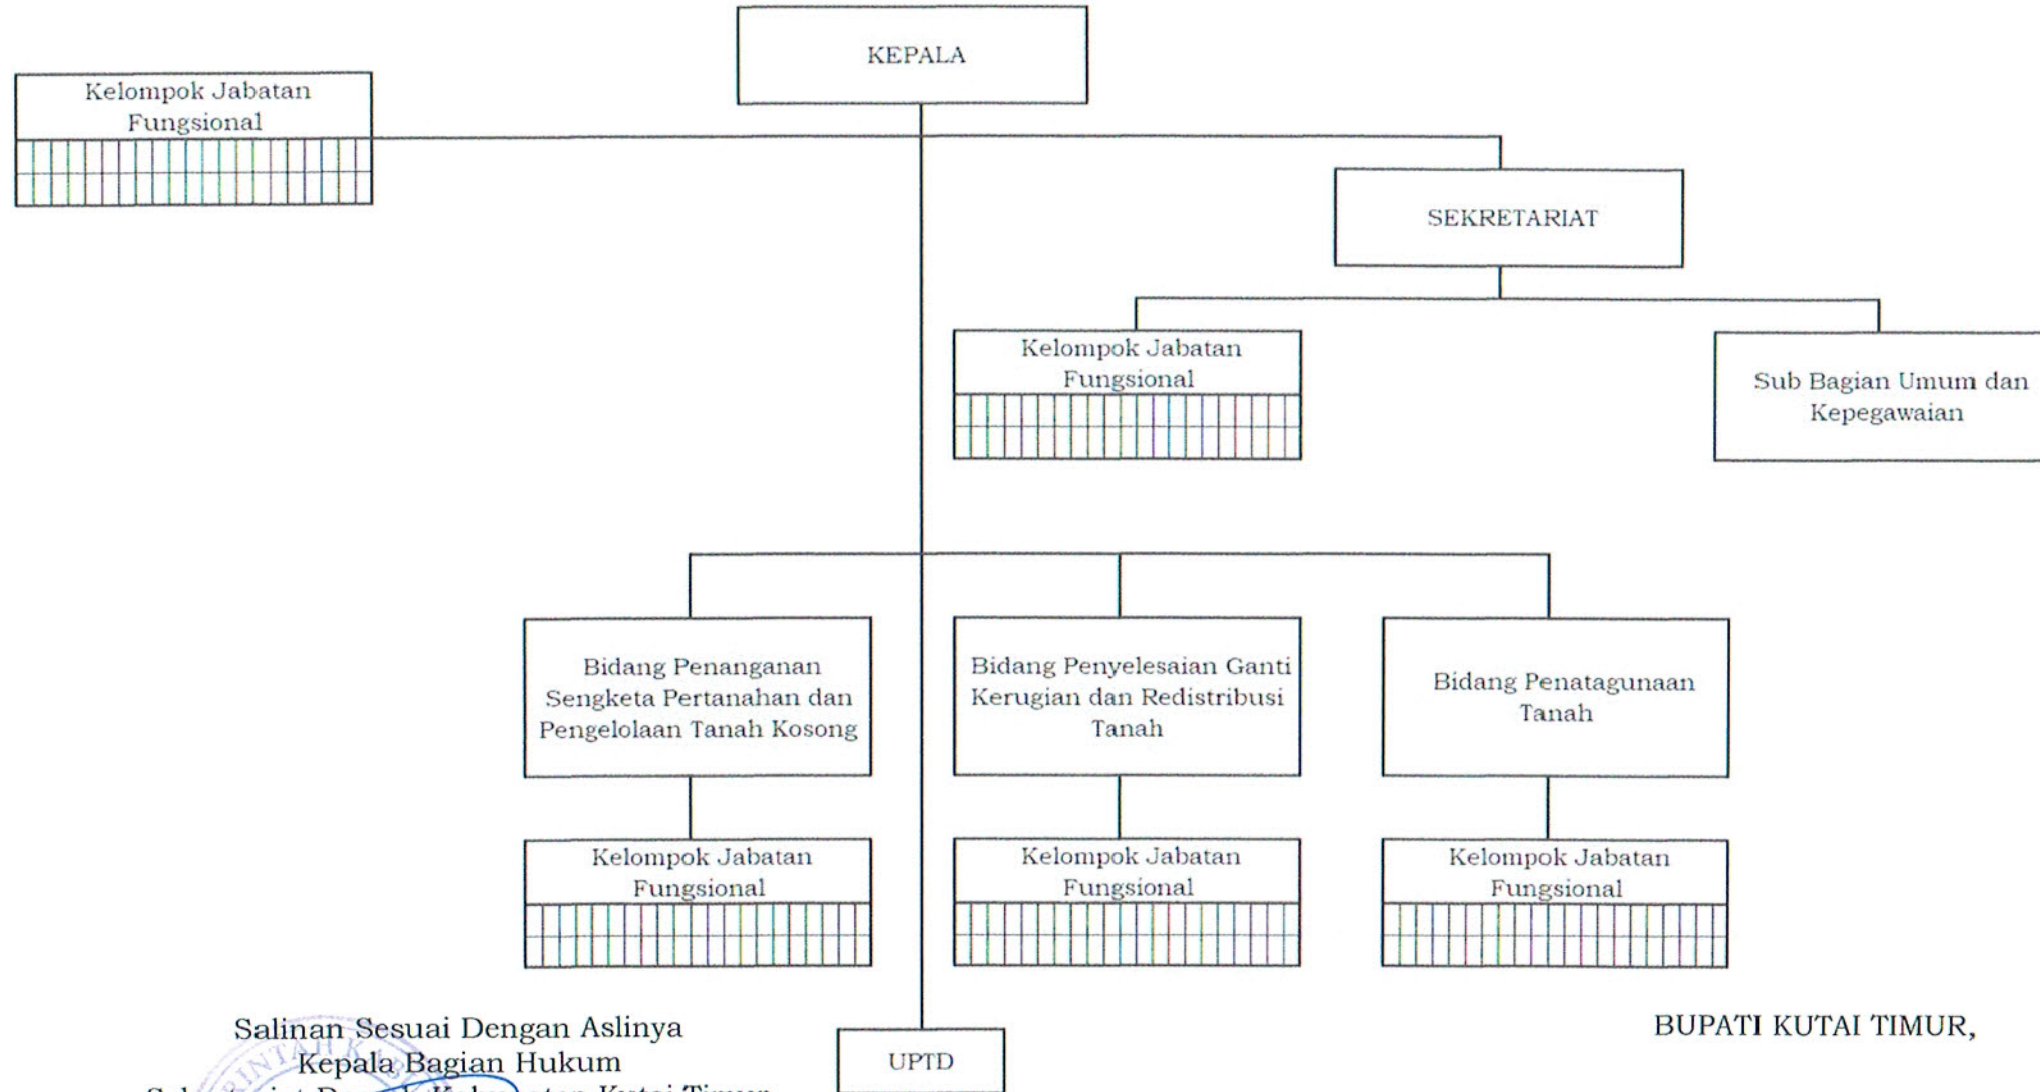 KEPALA
Kelompok Jabatan
Fungsional
SEKRETARIAT
Kelompok Jabatan
Fungsional
Sub Bagian Umum dan
Kepegawaian
Bidang Penanganan
Sengketa Pertanahan dan
Pengelolaan Tanah Kosong
Bidang Penyelesaian Ganti
Kerugian dan Redistribusi
Tanah
Bidang Penatagunaan
Tanah
Kelompok Jabatan
Fungsional
Kelompok Jabatan
Fungsional
Kelompok Jabatan
Fungsional
Salinan Sesuai Dengan Aslinya
Kepala Bagian Hukum
Kutai Timur
UPTD
BUPATI KUTAI TIMUR,